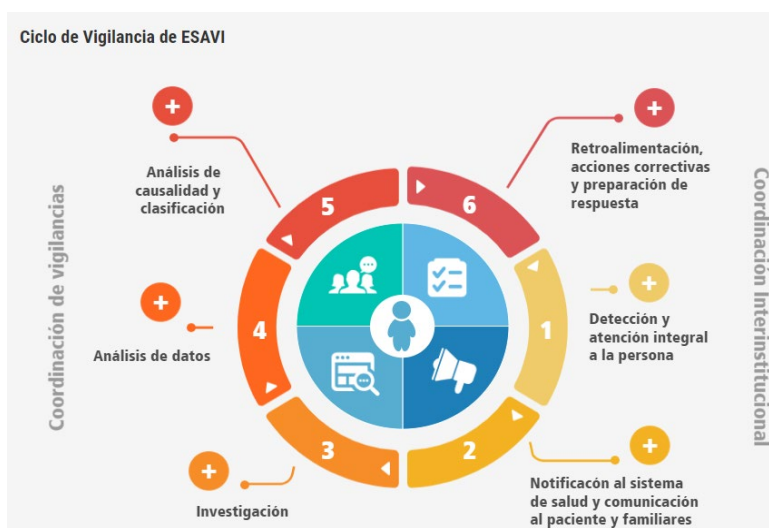 Ciclo de Vigilancia de ESAVI
Coordinación de vigilancias
Coordinación Interinstitucional
1
Detección y
atención integral
a la persona
2
Notificacón al sistema
de salud y comunicación
al paciente y familiares
3
Investigación
4
Análisis de datos
5
Análisis de
causalidad y
clasificación
6
Retroalimentación,
acciones correctivas
y preparación de
respuesta